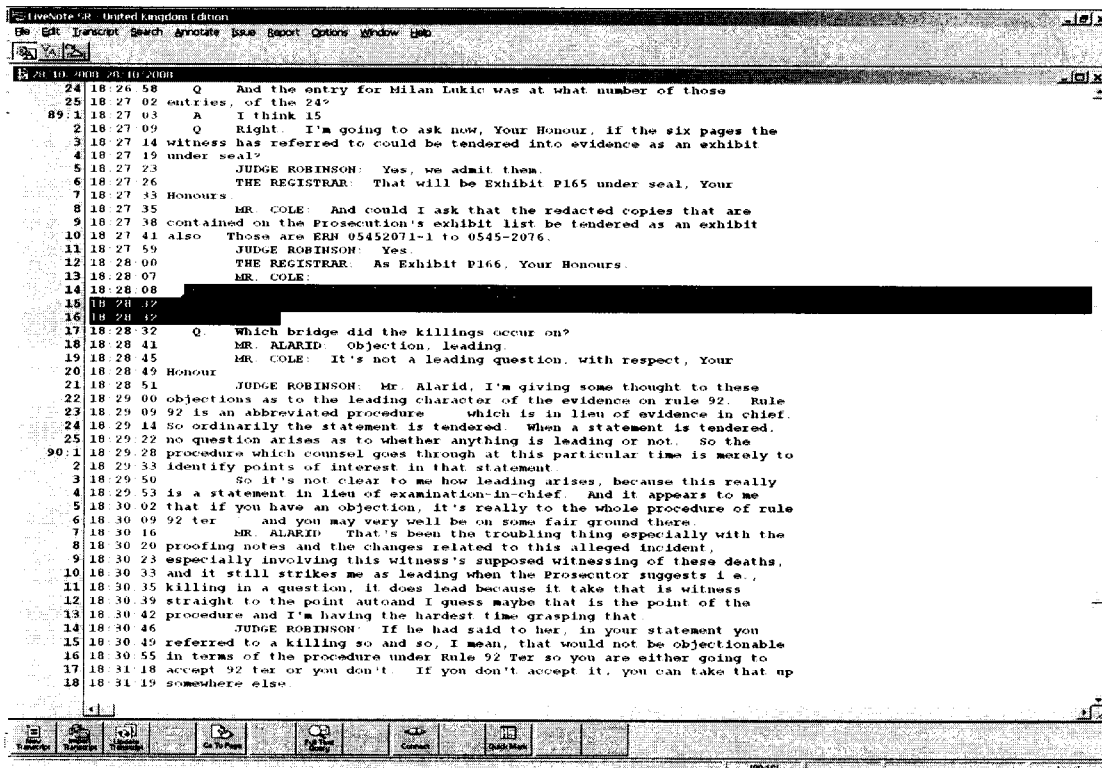 LiveNote SR - United Kingdom Edition
File Edit Transcript Search Annotate Issue Report Options Window Help
28-10-2008 28-10-2008
24 18:26:58 Q And the entry for Milan Lukic was at what number of those
25 18:27:02 entries, of the 24?
89:1 18:27:03 A I think 15
2 18:27:09 Q Right. I'm going to ask now, Your Honour, if the six pages the
3 18:27:14 witness has referred to could be tendered into evidence as an exhibit
4 18:27:19 under seal?
5 18:27:23 JUDGE ROBINSON: Yes, we admit them.
6 18:27:26 THE REGISTRAR: That will be Exhibit P165 under seal, Your
7 18:27:33 Honours.
8 18:27:35 MR. COLE: And could I ask that the redacted copies that are
9 18:27:38 contained on the Prosecution's exhibit list be tendered as an exhibit
10 18:27:41 also Those are ERN 05452071-1 to 0545-2076.
11 18:27:59 JUDGE ROBINSON: Yes.
12 18:28:00 THE REGISTRAR: As Exhibit P166, Your Honours.
13 18:28:07 MR. COLE:
14 18:28:08
15 18:28:32
16 18:28:32
17 18:28:32 Q. Which bridge did the killings occur on?
18 18:28:41 MR. ALARID: Objection, leading.
19 18:28:45 MR. COLE: It's not a leading question, with respect, Your
20 18:28:49 Honour
21 18:28:51 JUDGE ROBINSON: Mr. Alarid, I'm giving some thought to these
22 18:29:00 objections as to the leading character of the evidence on rule 92. Rule
23 18:29:09 92 is an abbreviated procedure which is in lieu of evidence in chief.
24 18:29:14 So ordinarily the statement is tendered. When a statement is tendered,
25 18:29:22 no question arises as to whether anything is leading or not. So the
90:1 18:29:28 procedure which counsel goes through at this particular time is merely to
2 18:29:33 identify points of interest in that statement.
3 18:29:50 So it's not clear to me how leading arises, because this really
4 18:29:53 is a statement in lieu of examination-in-chief. And it appears to me
5 18:30:02 that if you have an objection, it's really to the whole procedure of rule
6 18:30:09 92 ter and you may very well be on some fair ground there.
7 18:30:16 MR. ALARID That's been the troubling thing especially with the
8 18:30:20 proofing notes and the changes related to this alleged incident,
9 18:30:23 especially involving this witness's supposed witnessing of these deaths,
10 18:30:33 and it still strikes me as leading when the Prosecutor suggests i e.,
11 18:30:35 killing in a question, it does lead because it take that is witness
12 18:30:39 straight to the point autoand I guess maybe that is the point of the
13 18:30:42 procedure and I'm having the hardest time grasping that.
14 18:30:46 JUDGE ROBINSON: If he had said to her, in your statement you
15 18:30:49 referred to a killing so and so, I mean, that would not be objectionable
16 18:30:55 in terms of the procedure under Rule 92 Ter so you are either going to
17 18:31:18 accept 92 ter or you don't. If you don't accept it, you can take that up
18 18:31:19 somewhere else.
Go To Page
Full Text Query
Connect
Quick Mark